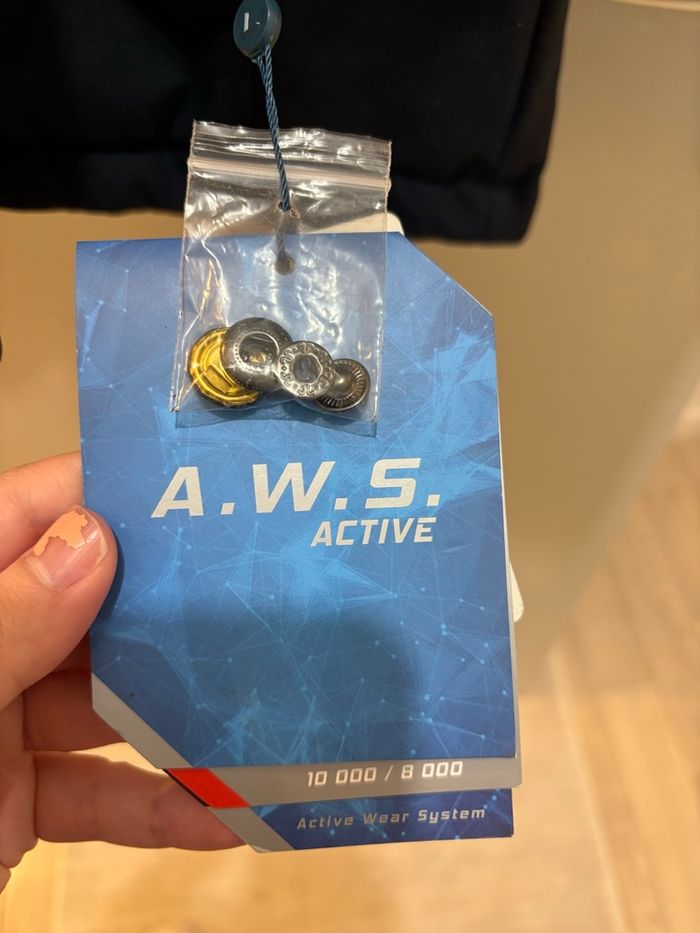 A.W.S.
ACTIVE
10 000 / 8 000
Active Wear System